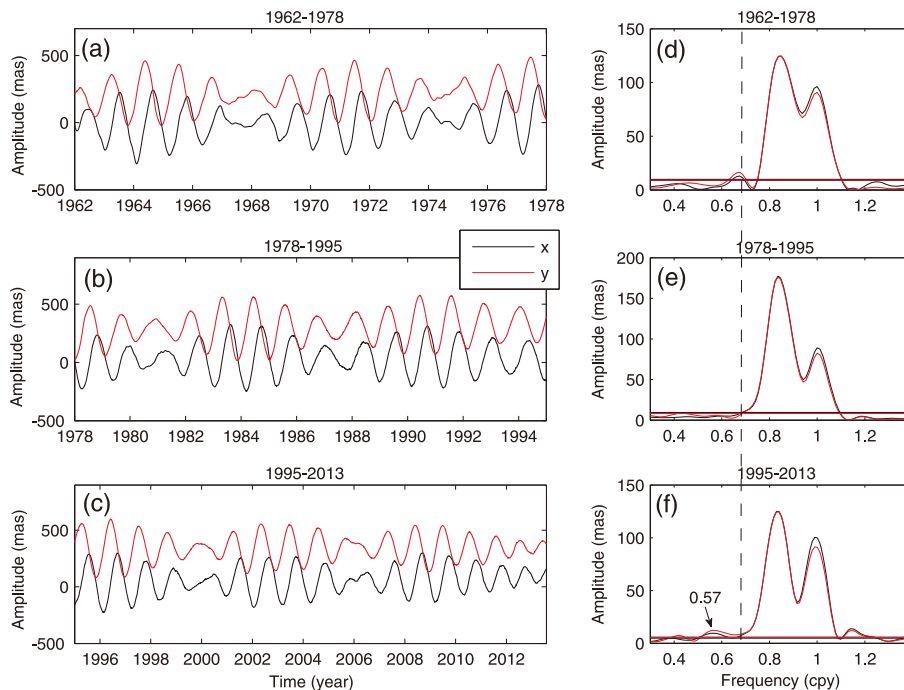 1962-1978
(a)
Amplitude (mas)
500
0
-500
1962 1964 1966 1968 1970 1972 1974 1976 1978
1962-1978
(d)
Amplitude (mas)
150
100
50
0
0.4 0.6 0.8 1 1.2
1978-1995
(b)
x
y
Amplitude (mas)
500
0
-500
1978 1980 1982 1984 1986 1988 1990 1992 1994
1978-1995
(e)
Amplitude (mas)
200
150
100
50
0
0.4 0.6 0.8 1 1.2
1995-2013
(c)
Amplitude (mas)
500
0
-500
1996 1998 2000 2002 2004 2006 2008 2010 2012
Time (year)
1995-2013
(f)
0.57
Amplitude (mas)
150
100
50
0
0.4 0.6 0.8 1 1.2
Frequency (cpy)